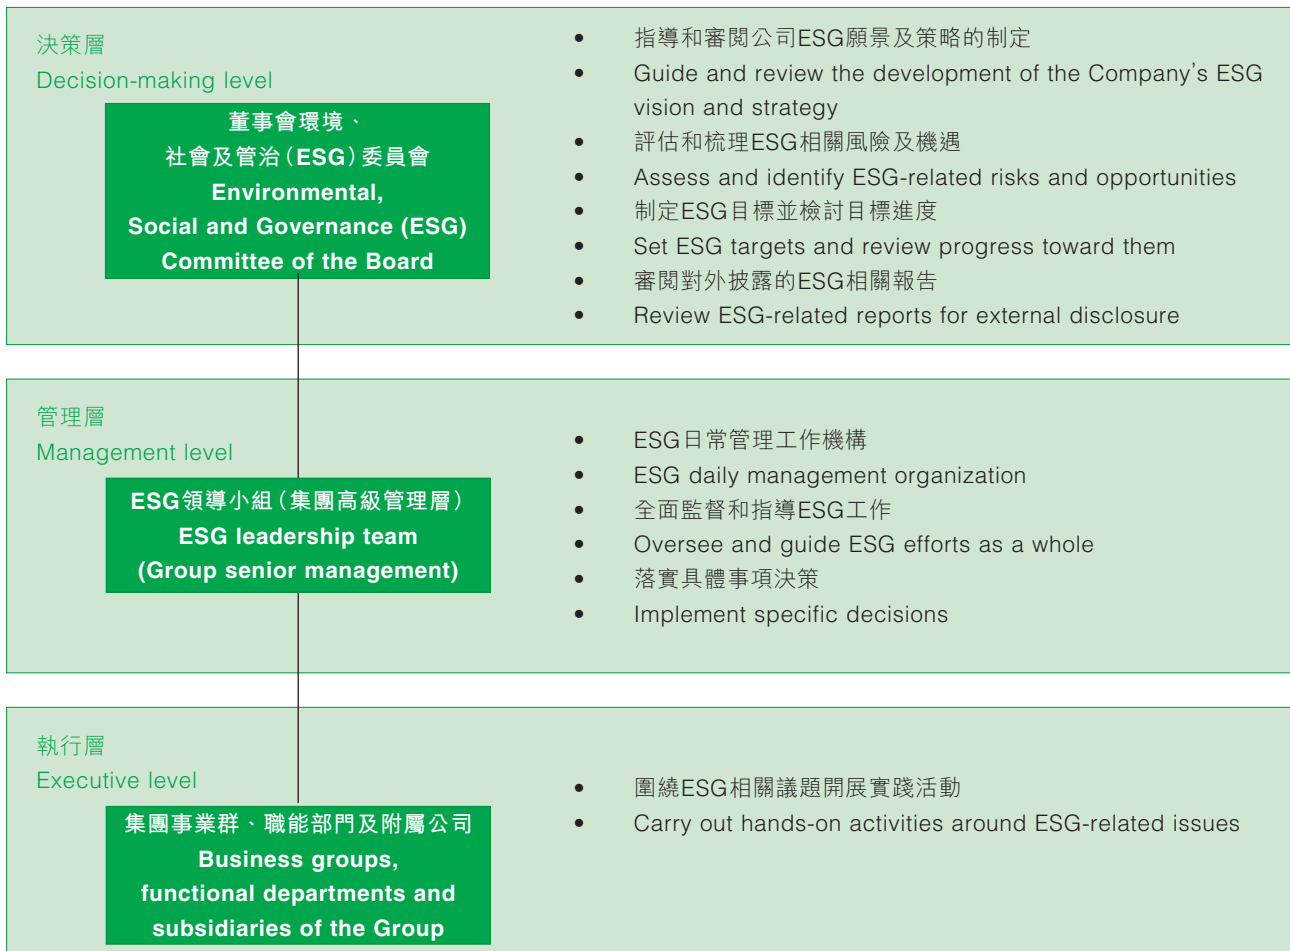 決策層
Decision-making level
董事會環境、
社會及管治（ESG）委員會
Environmental,
Social and Governance (ESG)
Committee of the Board
• 指導和審閱公司ESG願景及策略的制定
• Guide and review the development of the Company's ESG
vision and strategy
• 評估和梳理ESG相關風險及機遇
• Assess and identify ESG-related risks and opportunities
• 制定ESG目標並檢討目標進度
• Set ESG targets and review progress toward them
• 審閱對外披露的ESG相關報告
• Review ESG-related reports for external disclosure
管理層
Management level
ESG領導小組（集團高級管理層）
ESG leadership team
(Group senior management)
• ESG日常管理工作機構
• ESG daily management organization
• 全面監督和指導ESG工作
• Oversee and guide ESG efforts as a whole
• 落實具體事項決策
• Implement specific decisions
執行層
Executive level
集團事業群、職能部門及附屬公司
Business groups,
functional departments and
subsidiaries of the Group
• 圍繞ESG相關議題開展實踐活動
• Carry out hands-on activities around ESG-related issues